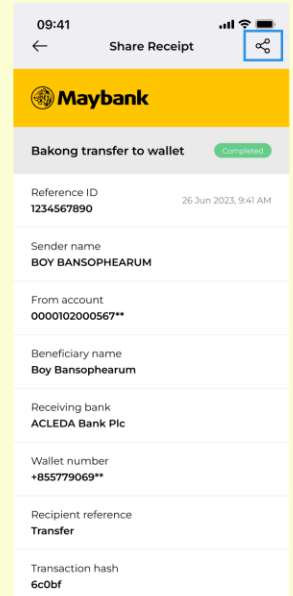 09:41
Share Receipt
Maybank
Bakong transfer to wallet Completed
Reference ID
1234567890 26 Jun 2023, 9:41 AM
Sender name
BOY BANSOPHEARUM
From account
0000102000567**
Beneficiary name
Boy Bansophearum
Receiving bank
ACLEDA Bank Plc
Wallet number
+855779069**
Recipient reference
Transfer
Transaction hash
6c0bf